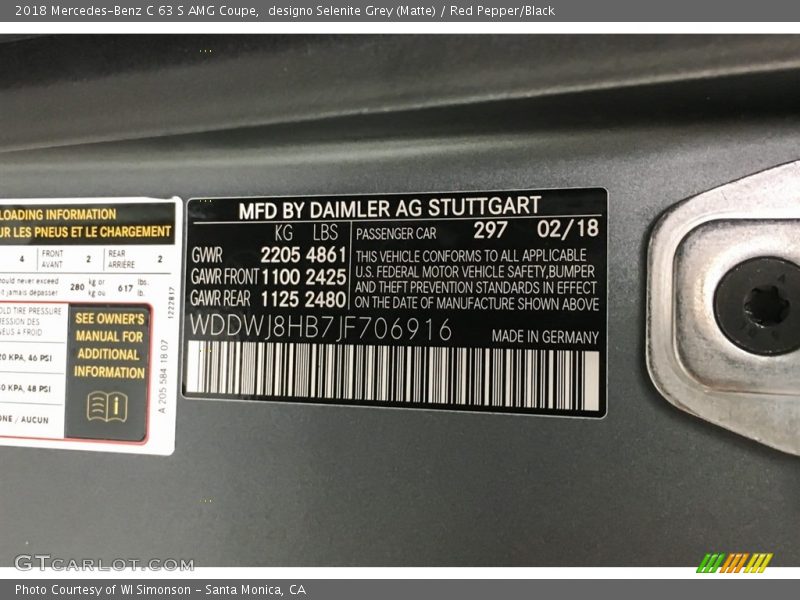 2018 Mercedes-Benz C 63 S AMG Coupe, designo Selenite Grey (Matte) / Red Pepper/Black
LOADING INFORMATION
UR LES PNEUS ET LE CHARGEMENT
4 FRONT AVANT 2 REAR ARRIÈRE 2
should never exceed
jamais dépasser 280 kg or kg ou 617 lbs. lb.
OLD TIRE PRESSURE
RESSION DES
NEUS À FROID
20 KPA, 46 PSI
30 KPA, 48 PSI
ONE / AUCUN
SEE OWNER'S
MANUAL FOR
ADDITIONAL
INFORMATION
A 205 584 18 07
1222817
MFD BY DAIMLER AG STUTTGART
KG LBS
GVWR 2205 4861
GAWR FRONT 1100 2425
GAWR REAR 1125 2480
PASSENGER CAR 297 02/18
THIS VEHICLE CONFORMS TO ALL APPLICABLE
U.S. FEDERAL MOTOR VEHICLE SAFETY,BUMPER
AND THEFT PREVENTION STANDARDS IN EFFECT
ON THE DATE OF MANUFACTURE SHOWN ABOVE
WDDWJ8HB7JF706916
MADE IN GERMANY
GTCarLot.com
Photo Courtesy of WI Simonson - Santa Monica, CA